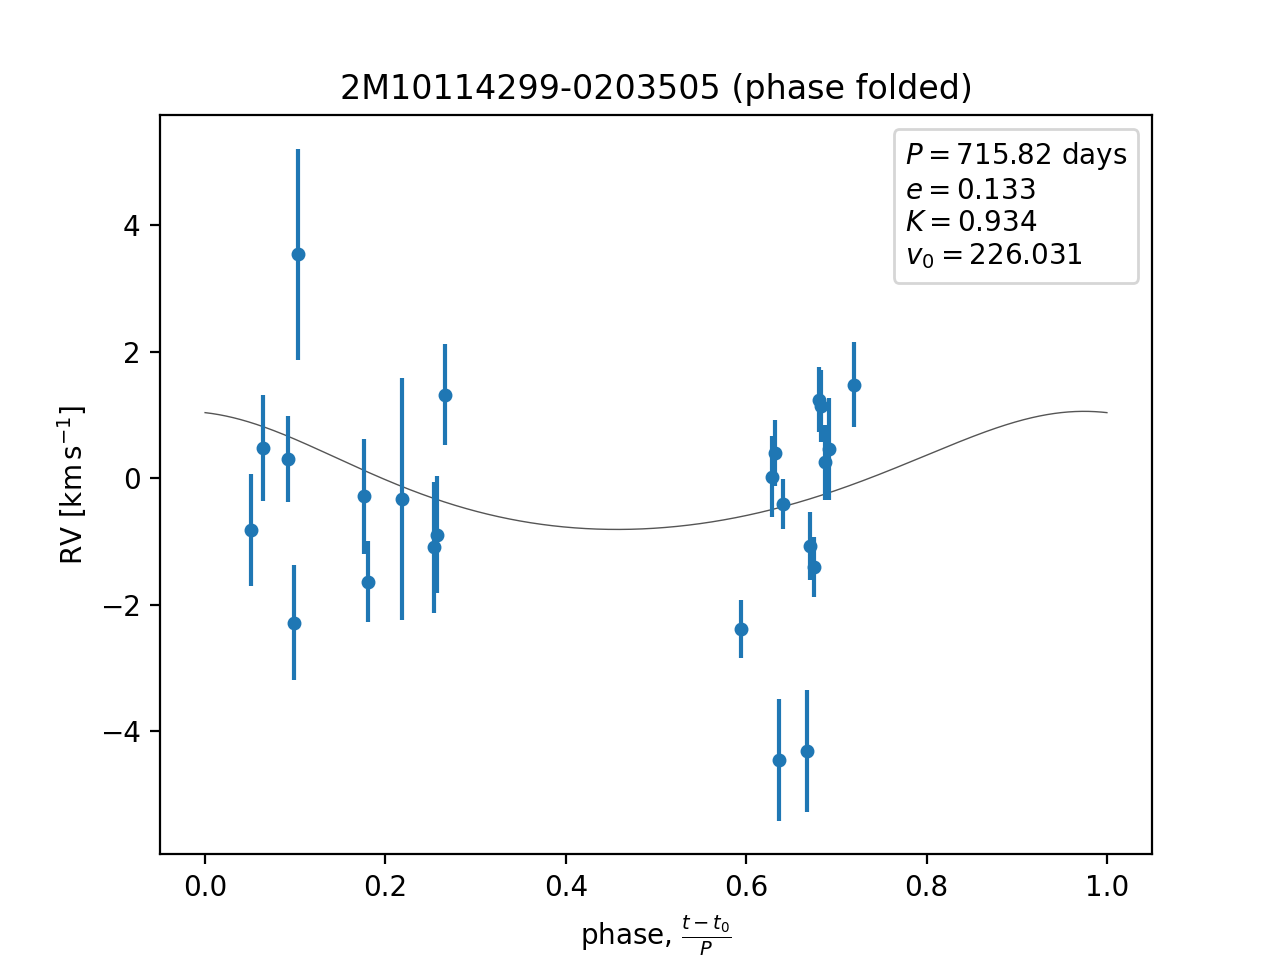 2M10114299-0203505 (phase folded)
P = 715.82 days
e = 0.133
K = 0.934
v₀ = 226.031
RV [km s⁻¹]
4
2
0
−2
−4
0.0 0.2 0.4 0.6 0.8 1.0
phase, (t − t₀)/P